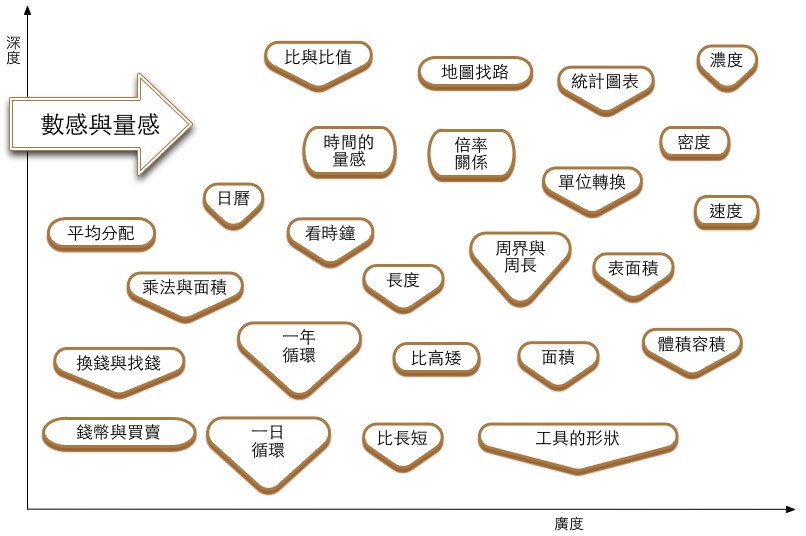 深
度
比與比值
地圖找路
統計圖表
濃度
數感與量感
時間的
量感
倍率
關係
密度
單位轉換
日曆
速度
平均分配
看時鐘
周界與
周長
表面積
長度
乘法與面積
一年
循環
換錢與找錢
比高矮
面積
體積容積
錢幣與買賣
一日
循環
比長短
工具的形狀
廣度